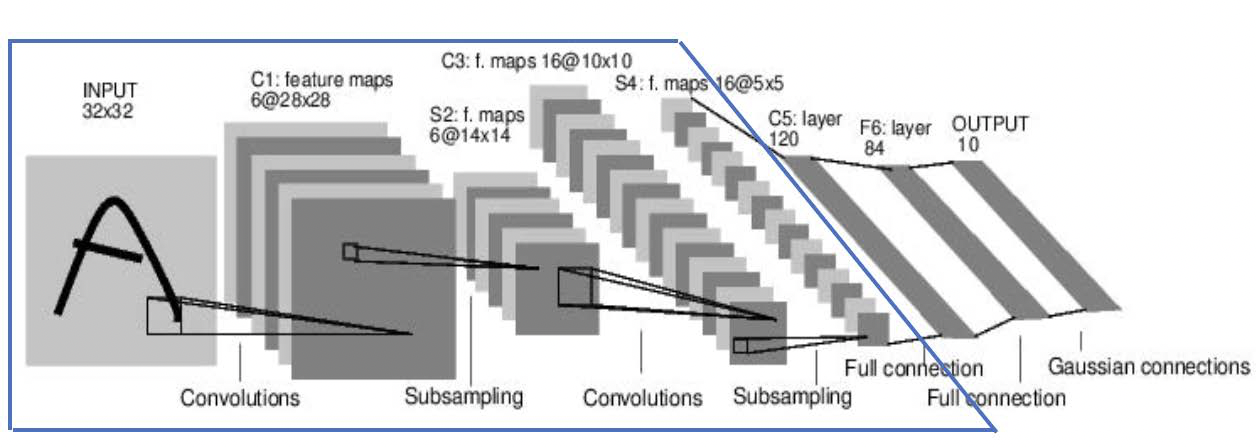 INPUT
32x32
C1: feature maps
6@28x28
C3: f. maps 16@10x10
S2: f. maps
6@14x14
S4: f. maps 16@5x5
C5: layer
120
F6: layer
84
OUTPUT
10
Convolutions
Subsampling
Convolutions
Subsampling
Full connection
Full connection
Gaussian connections